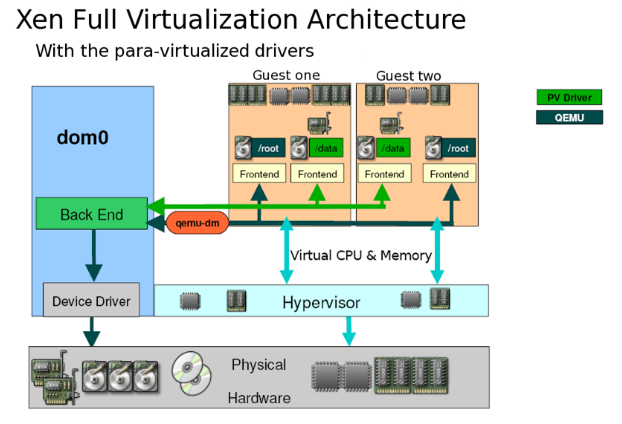 Xen Full Virtualization Architecture
With the para-virtualized drivers
Guest one
Guest two
PV Driver
QEMU
dom0
/root
/data
/data
/root
Frontend
Frontend
Frontend
Frontend
Back End
qemu-dm
Virtual CPU & Memory
Device Driver
Hypervisor
Physical
Hardware